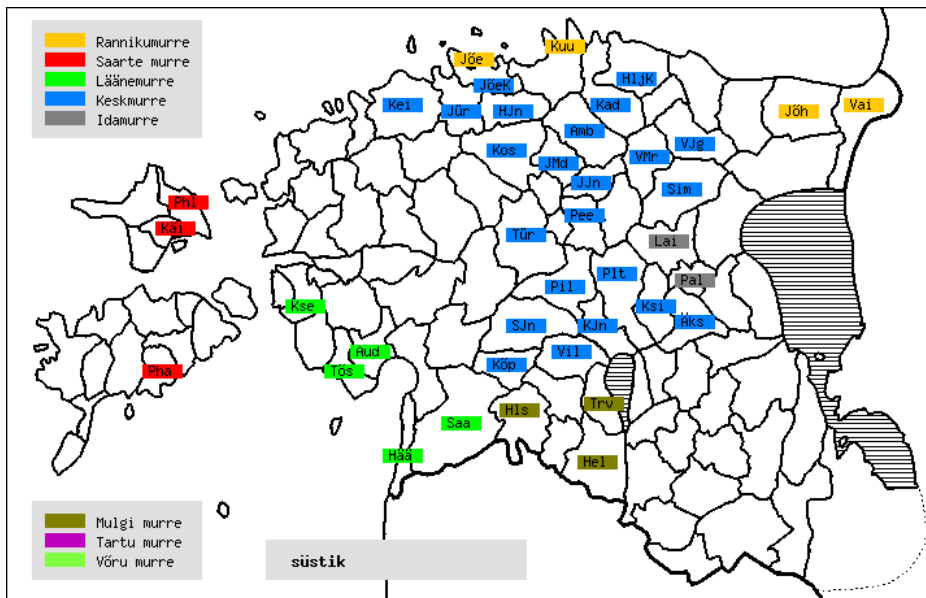 Rannikumurre
Saarte murre
Läänemurre
Keskmurre
Idamurre
Kuu
Jõe
HljK
JõeK
Kei
Jür
HJn
Kad
Jõh
Vai
Amb
Kos
VJg
JMd
VMr
JJn
Sim
Phl
Pee
Käi
Tür
Lai
Plt
Pal
Pil
Kse
Ksi
SJn
KJn
Äks
Aud
Vil
Köp
Pha
Tõs
Hls
Trv
Saa
Hää
Hel
Mulgi murre
Tartu murre
Võru murre
süstik